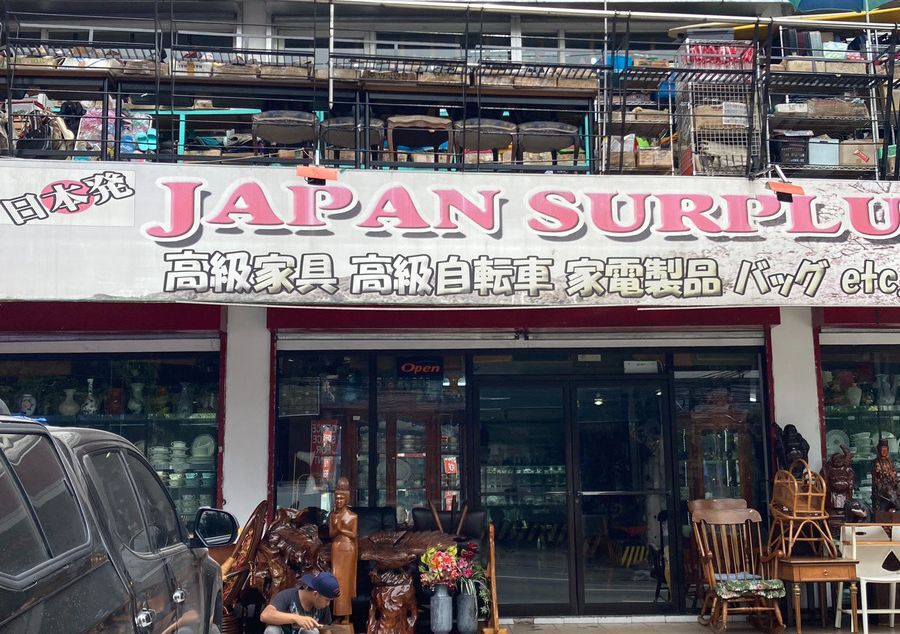 日本発
JAPAN SURPLU
高級家具 高級自転車 家電製品 バッグ etc,
Open